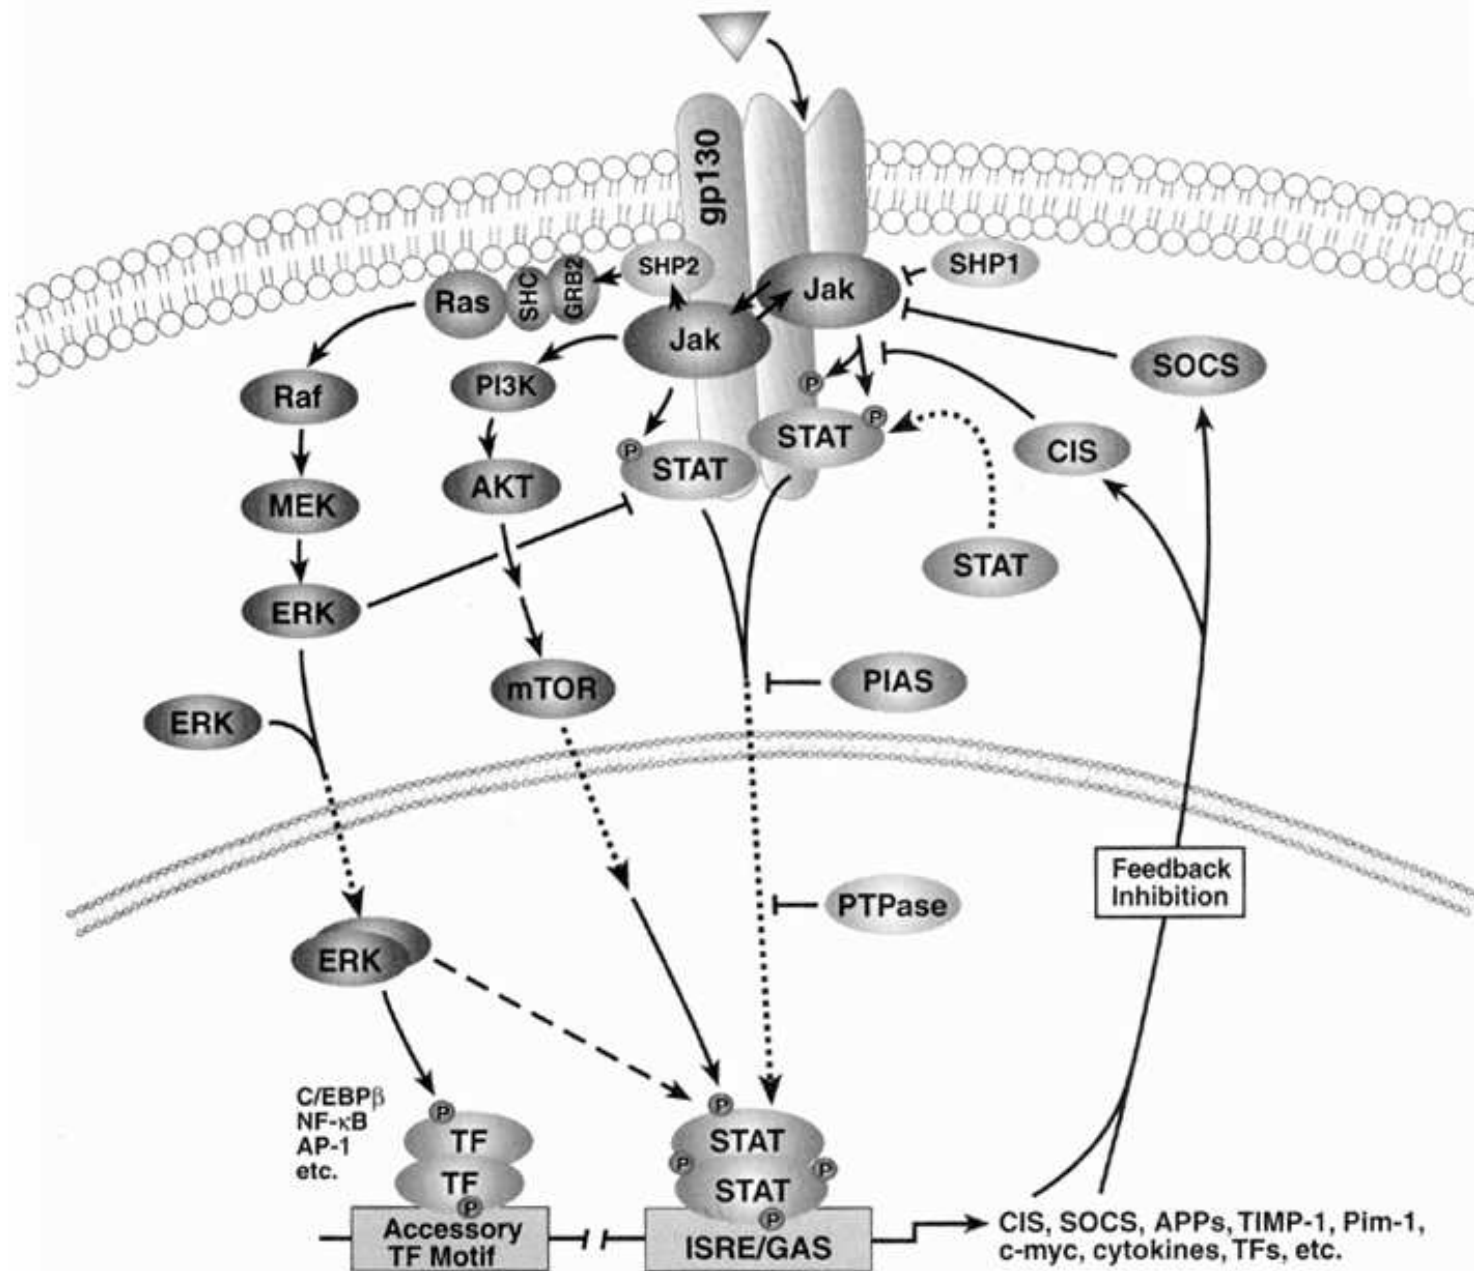 gp130
SHP2
SHP1
GRB2
SHC
Ras
Jak
Jak
SOCS
Raf
PI3K
P
P
STAT
CIS
P
STAT
AKT
MEK
STAT
ERK
mTOR
PIAS
ERK
Feedback
Inhibition
PTPase
ERK
C/EBPβ
NF-κB
AP-1
etc.
P
TF
TF
P
P
STAT
P
P
STAT
P
Accessory
TF Motif
ISRE/GAS
CIS, SOCS, APPs, TIMP-1, Pim-1,
c-myc, cytokines, TFs, etc.